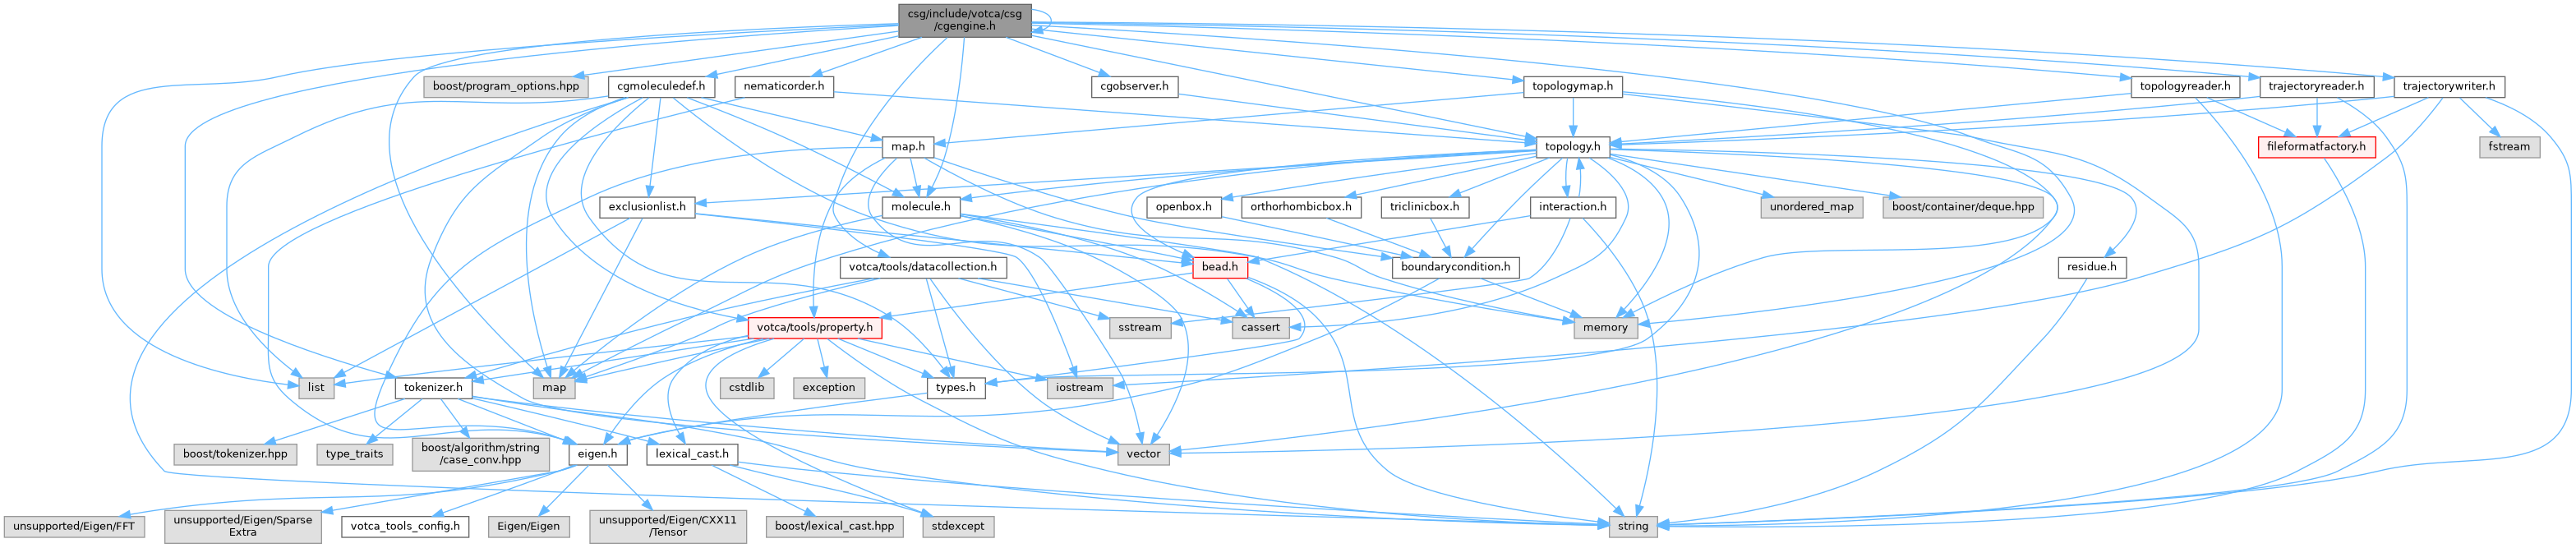 csg/include/votca/csg
/cgengine.h
boost/program_options.hpp
cgmoleculedef.h
nematicorder.h
cgobserver.h
topologymap.h
topologyreader.h
trajectoryreader.h
trajectorywriter.h
map.h
topology.h
fileformatfactory.h
fstream
exclusionlist.h
molecule.h
openbox.h
orthorhombicbox.h
triclinicbox.h
interaction.h
unordered_map
boost/container/deque.hpp
votca/tools/datacollection.h
bead.h
boundarycondition.h
residue.h
votca/tools/property.h
sstream
cassert
memory
list
tokenizer.h
map
cstdlib
exception
types.h
iostream
boost/tokenizer.hpp
type_traits
boost/algorithm/string
/case_conv.hpp
eigen.h
lexical_cast.h
vector
unsupported/Eigen/FFT
unsupported/Eigen/Sparse
Extra
votca_tools_config.h
Eigen/Eigen
unsupported/Eigen/CXX11
/Tensor
boost/lexical_cast.hpp
stdexcept
string